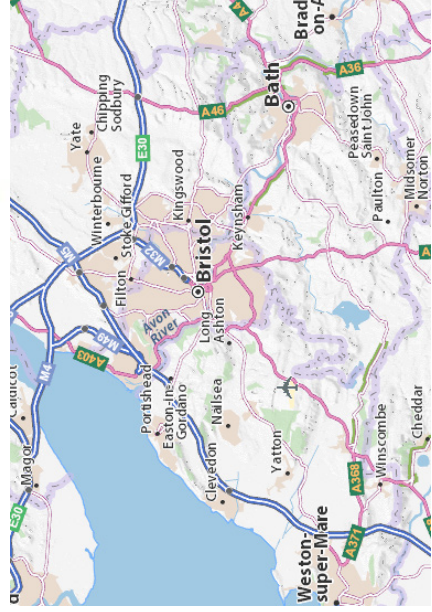 E30
Magor
M4
A403
M49
M5
Yate
Chipping
Sodbury
Winterbourne
Stoke Gifford
Filton
E30
M32
Avon
River
Portishead
Easton-in-
Gordano
Kingswood
Bristol
A46
Long
Ashton
Nailsea
Clevedon
Keynsham
Bath
Yatton
A36
Weston-
super-Mare
A371
A368
Winscombe
Cheddar
Peasedown
Saint John
Paulton
Midsomer
Norton